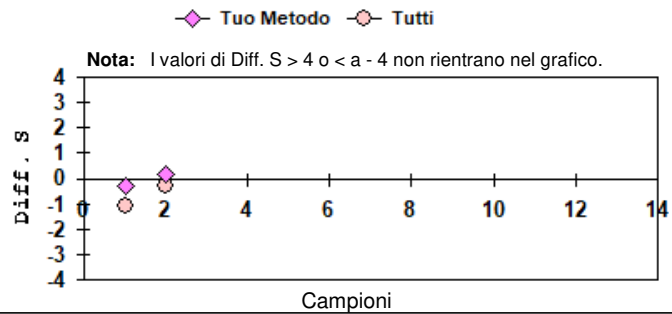 Tuo Metodo Tutti
Nota: I valori di Diff. S > 4 o < a - 4 non rientrano nel grafico.
4
3
2
1
0
-1
-2
-3
-4
Diff. S
0 2 4 6 8 10 12 14
Campioni